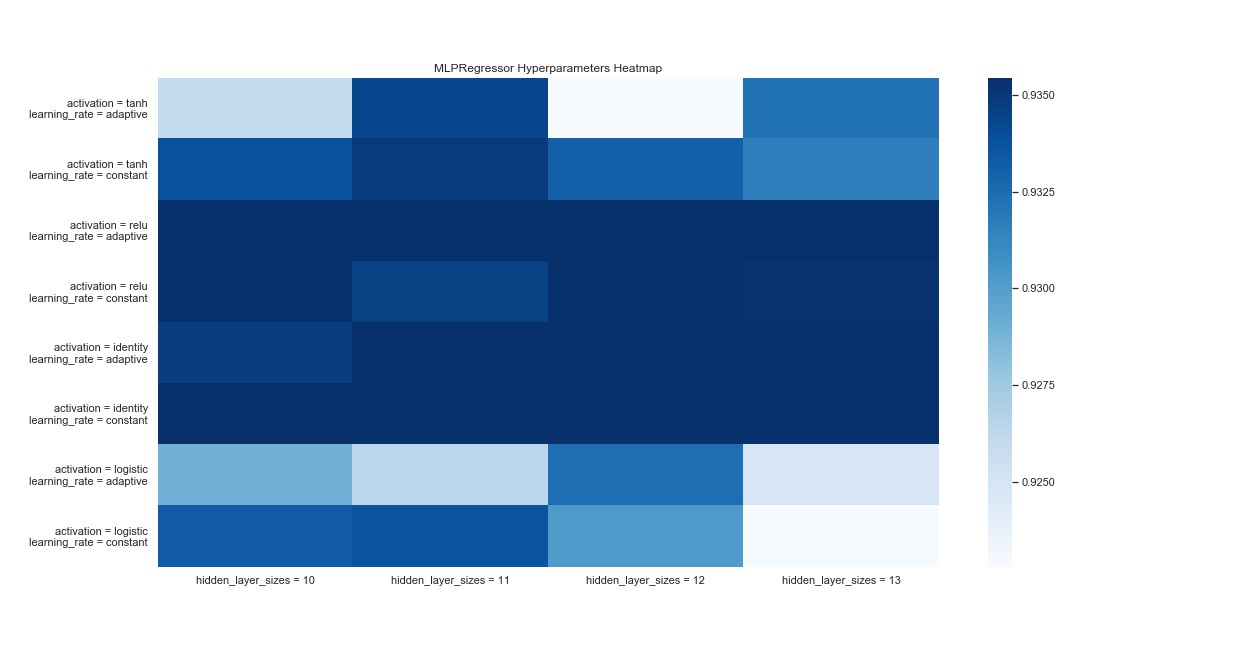 MLPRegressor Hyperparameters Heatmap
activation = tanh
learning_rate = adaptive
activation = tanh
learning_rate = constant
activation = relu
learning_rate = adaptive
activation = relu
learning_rate = constant
activation = identity
learning_rate = adaptive
activation = identity
learning_rate = constant
activation = logistic
learning_rate = adaptive
activation = logistic
learning_rate = constant
hidden_layer_sizes = 10
hidden_layer_sizes = 11
hidden_layer_sizes = 12
hidden_layer_sizes = 13
0.9350
0.9325
0.9300
0.9275
0.9250